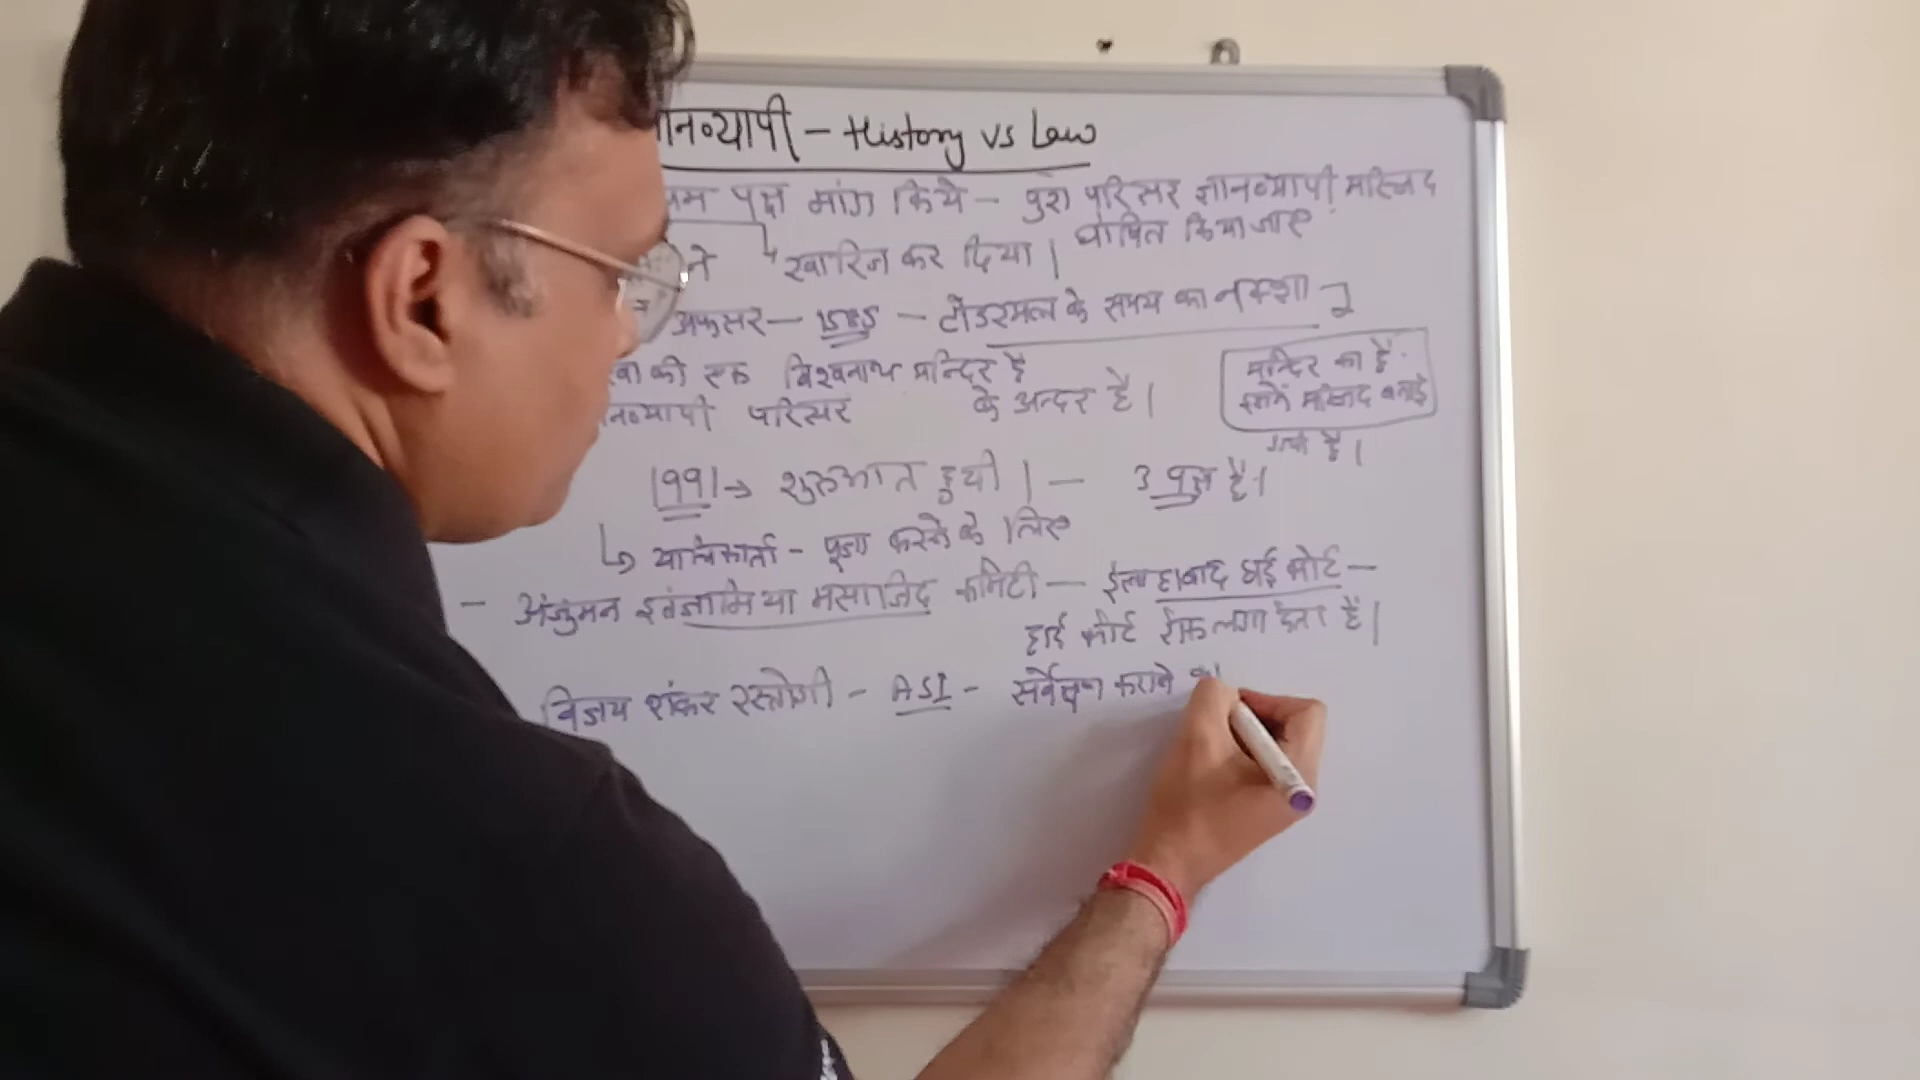 ानव्यापी - History vs Law
पक्ष मांग किये - पुरा परिसर ज्ञानव्यापी मस्जिद
घोषित किया जाए
ने खारिज कर दिया।
अफसर - 1585 - टोडरमल के समय का नक्शा
की एक विश्वनाथ मन्दिर है
नव्यापी परिसर के अन्दर है।
मन्दिर का है
इसमें मस्जिद बनाई
गयी है।
1991 → शुरुआत हुयी। - 3 पक्ष है।
↳ याचिकार्ता - पूजा करने के लिए
- अंजुमन इंतजामिया मसाजिद कमिटी - ईलाहाबाद हाई कोर्ट -
हाई कोर्ट रोक लगा देता है।
विजय शंकर रस्तोगी - ASI - सर्वेक्षण कराने